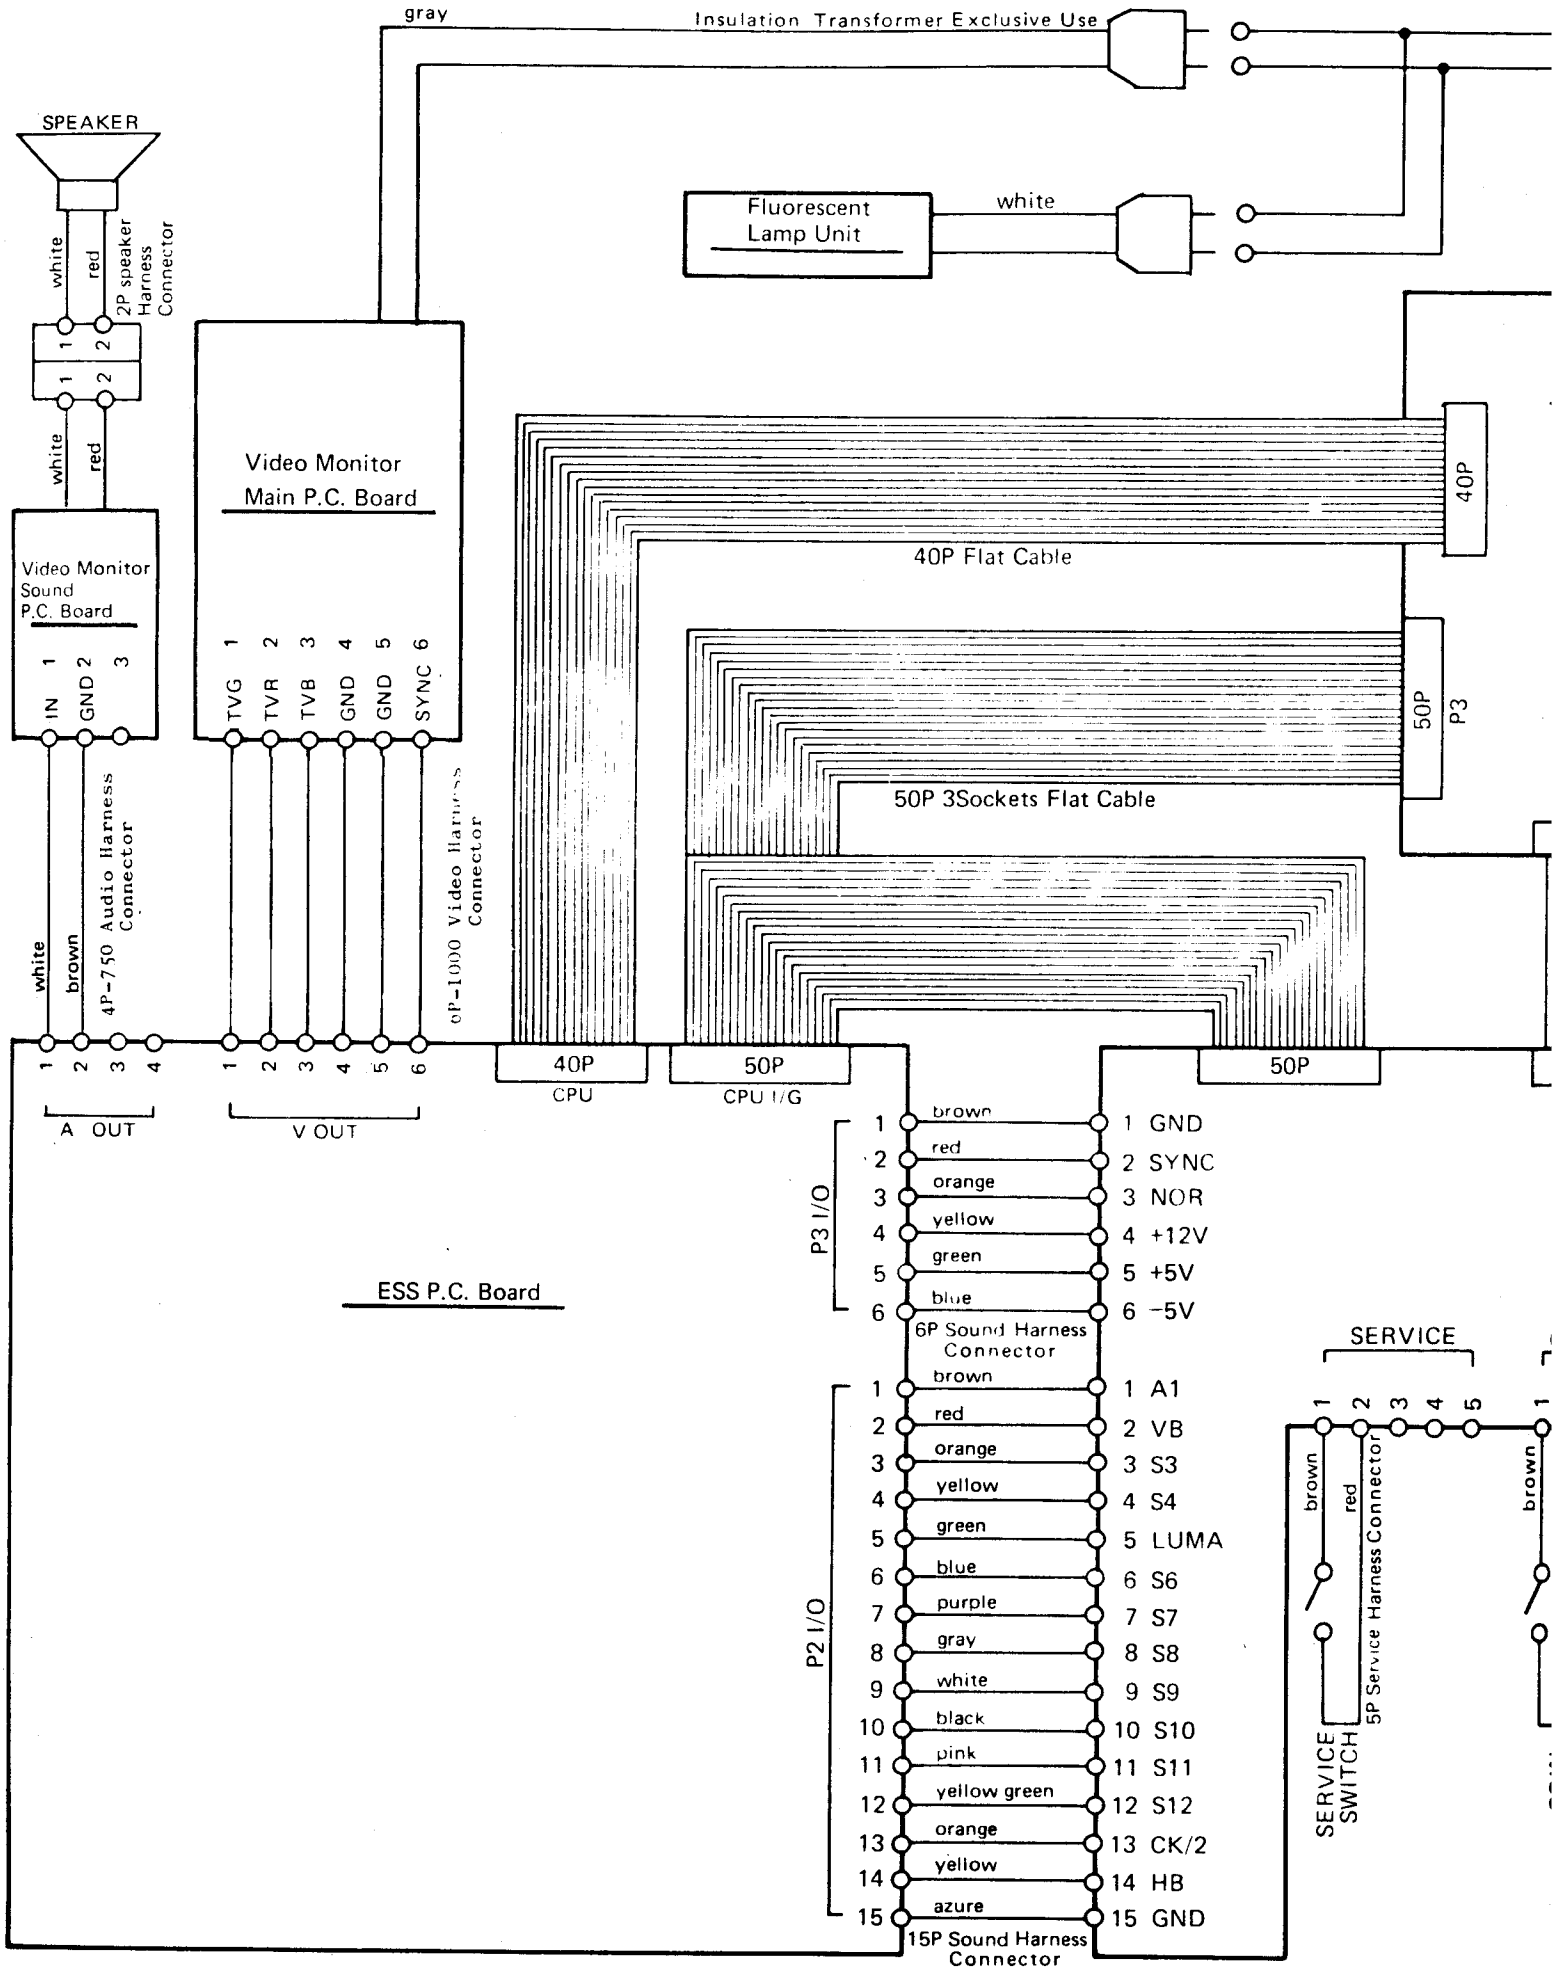 gray
Insulation Transformer Exclusive Use
SPEAKER
white
red
2P speaker
Harness
Connector
1
2
1
2
white
red
Fluorescent
Lamp Unit
white
Video Monitor
Main P.C. Board
Video Monitor
Sound
P.C. Board
1
2
3
IN
GND
1
2
3
4
5
6
TVG
TVR
TVB
GND
GND
SYNC
40P
40P Flat Cable
50P
P3
50P 3Sockets Flat Cable
white
brown
4P-750 Audio Harness
Connector
6P-1000 Video Harness
Connector
1
2
3
4
A OUT
1
2
3
4
5
6
V OUT
40P
CPU
50P
CPU I/G
50P
ESS P.C. Board
P3 I/O
1 brown 1 GND
2 red 2 SYNC
3 orange 3 NOR
4 yellow 4 +12V
5 green 5 +5V
6 blue 6 -5V
6P Sound Harness
Connector
P2 I/O
1 brown 1 A1
2 red 2 VB
3 orange 3 S3
4 yellow 4 S4
5 green 5 LUMA
6 blue 6 S6
7 purple 7 S7
8 gray 8 S8
9 white 9 S9
10 black 10 S10
11 pink 11 S11
12 yellow green 12 S12
13 orange 13 CK/2
14 yellow 14 HB
15 azure 15 GND
15P Sound Harness
Connector
SERVICE
1
2
3
4
5
brown
red
5P Service Harness Connector
SERVICE
SWITCH
1
brown